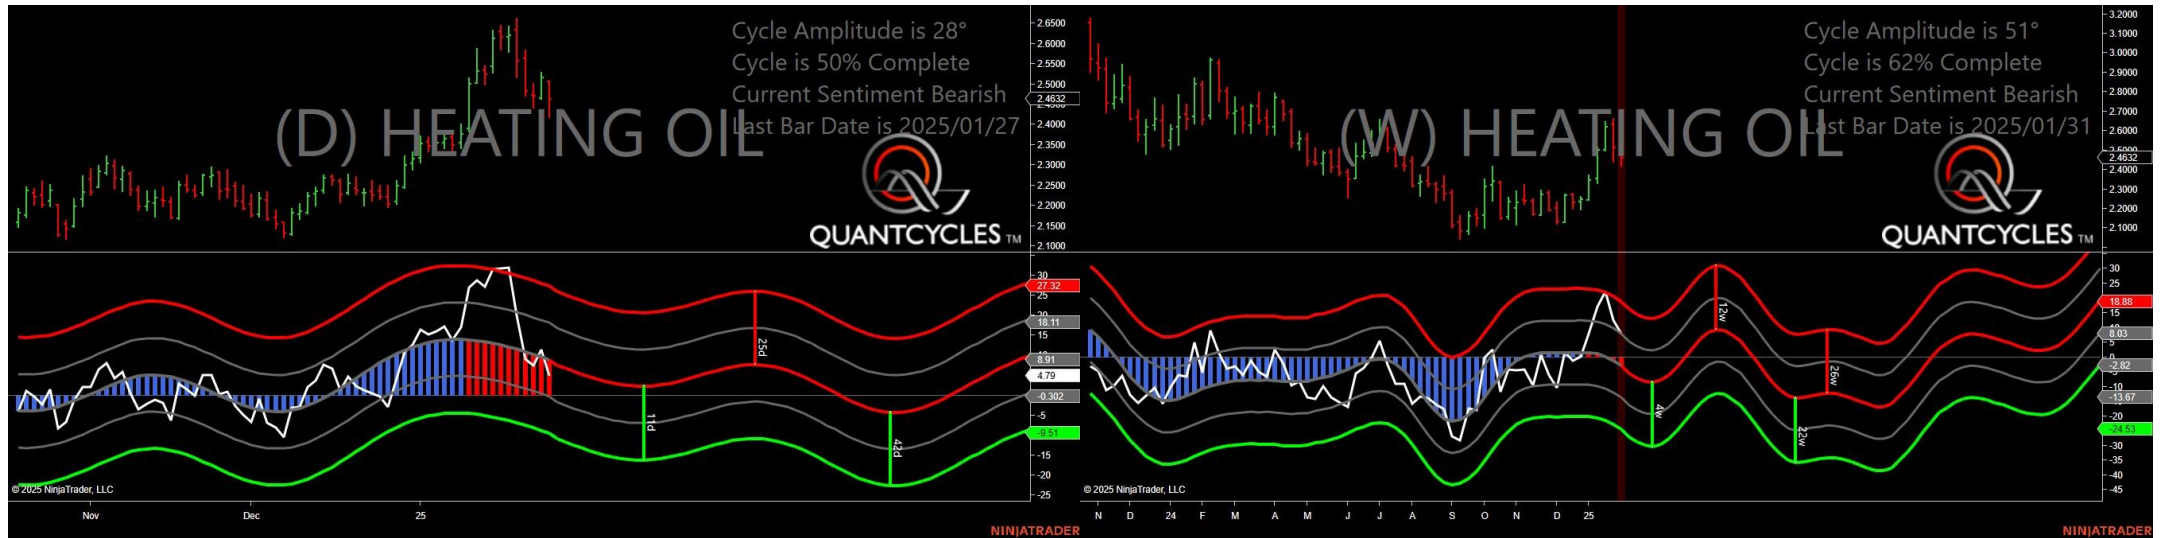 Cycle Amplitude is 28°
Cycle is 50% Complete
Current Sentiment Bearish
Last Bar Date is 2025/01/27
(D) HEATING OIL
QUANTCYCLES TM
2.6500
2.6000
2.5500
2.5000
2.4632
2.4000
2.3500
2.3000
2.2500
2.2000
2.1500
2.1000
30
27.32
25
18.11
15
8.91
4.79
-0.302
-5
-9.51
-15
-20
-25
25d
11d
42d
© 2025 NinjaTrader, LLC
Nov
Dec
25
NINJATRADER
Cycle Amplitude is 51°
Cycle is 62% Complete
Current Sentiment Bearish
Last Bar Date is 2025/01/31
(W) HEATING OIL
QUANTCYCLES TM
3.2000
3.1000
3.0000
2.9000
2.8000
2.7000
2.6000
2.4632
2.4000
2.3000
2.2000
2.1000
30
25
18.88
15
8.03
5
0
-2.82
-10
-13.67
-20
-24.53
-30
-35
-40
-45
12w
26w
4w
22w
© 2025 NinjaTrader, LLC
N D 24 F M A M J J A S O N D 25
NINJATRADER